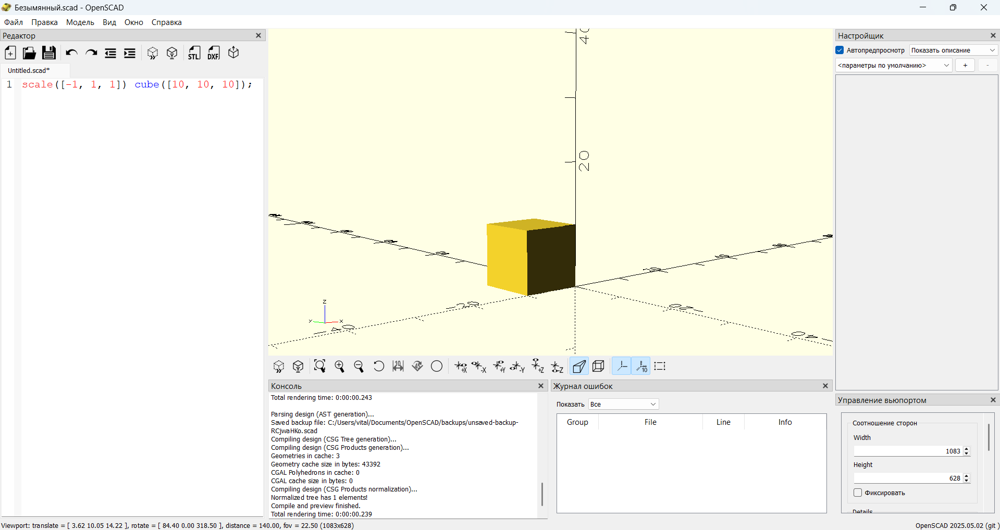 Безымянный.scad - OpenSCAD
Файл Правка Модель Вид Окно Справка
Редактор
STL DXF
Untitled.scad*
1 scale([-1, 1, 1]) cube([10, 10, 10]);
40
20
-20
-40
z
y x
Консоль
Total rendering time: 0:00:00.243
Parsing design (AST generation)...
Saved backup file: C:/Users/vital/Documents/OpenSCAD/backups/unsaved-backup-
RCjwaHKo.scad
Compiling design (CSG Tree generation)...
Compiling design (CSG Products generation)...
Geometries in cache: 3
Geometry cache size in bytes: 43392
CGAL Polyhedrons in cache: 0
CGAL cache size in bytes: 0
Compiling design (CSG Products normalization)...
Normalized tree has 1 elements!
Compile and preview finished.
Total rendering time: 0:00:00.239
Журнал ошибок
Показать Все
Group File Line Info
Настройщик
Автопредпросмотр Показать описание
<параметры по умолчанию> + -
Управление вьюпортом
Соотношение сторон
Width
1083
Height
628
Фиксировать
Details
Viewport: translate = [ 3.62 10.05 14.22 ], rotate = [ 84.40 0.00 318.50 ], distance = 140.00, fov = 22.50 (1083x628)
OpenSCAD 2025.05.02 (git )